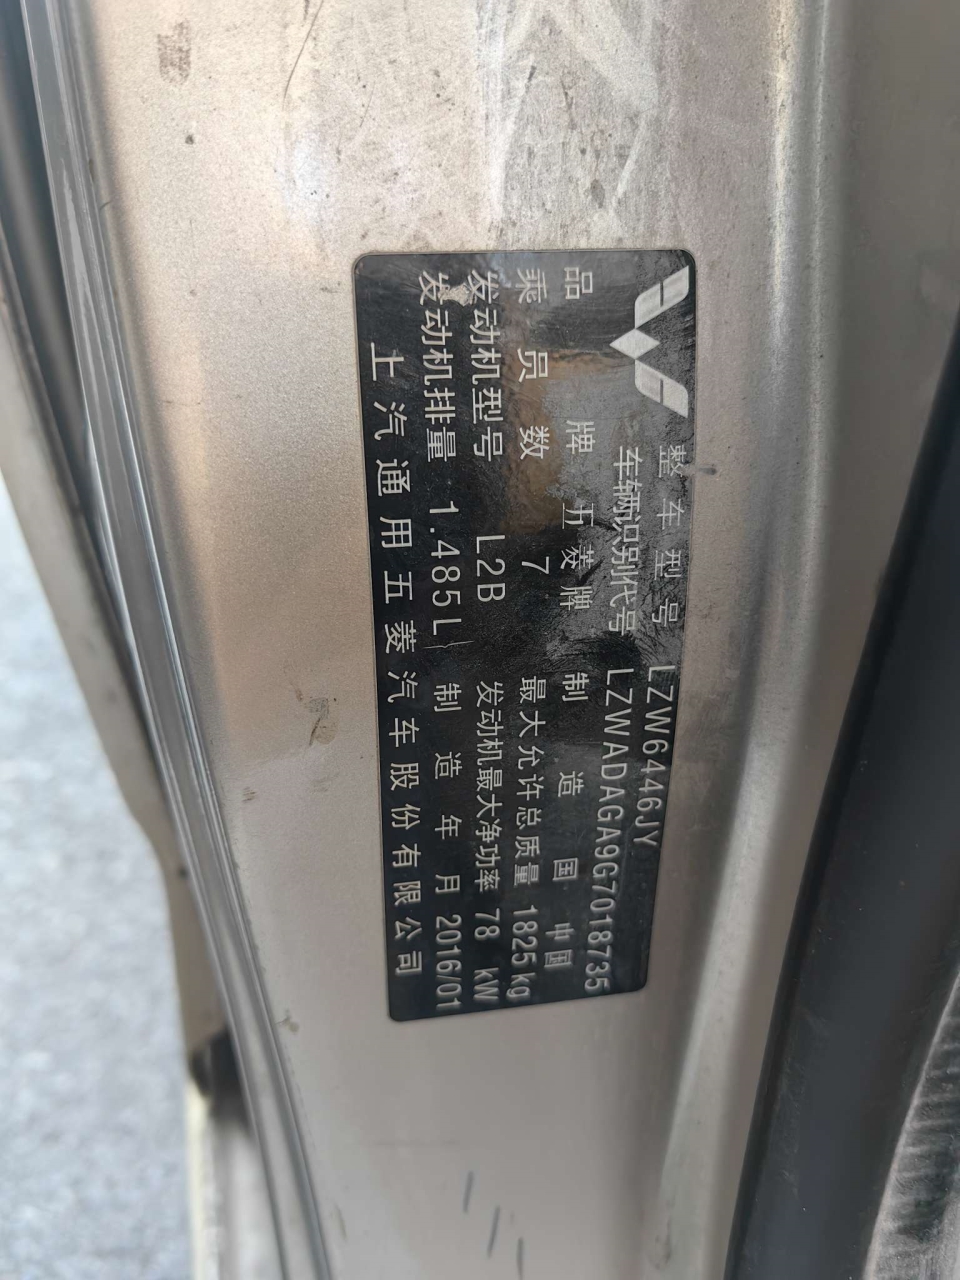 整车型号 LZW6446JY
车辆识别代号 LZWADAGA9G7018735
品牌 五菱牌 制造国 中国
乘员数 7 最大允许总质量 1825kg
发动机型号 L2B 发动机最大净功率 78 kW
发动机排量 1.485L 制造年月 2016/01
上汽通用五菱汽车股份有限公司